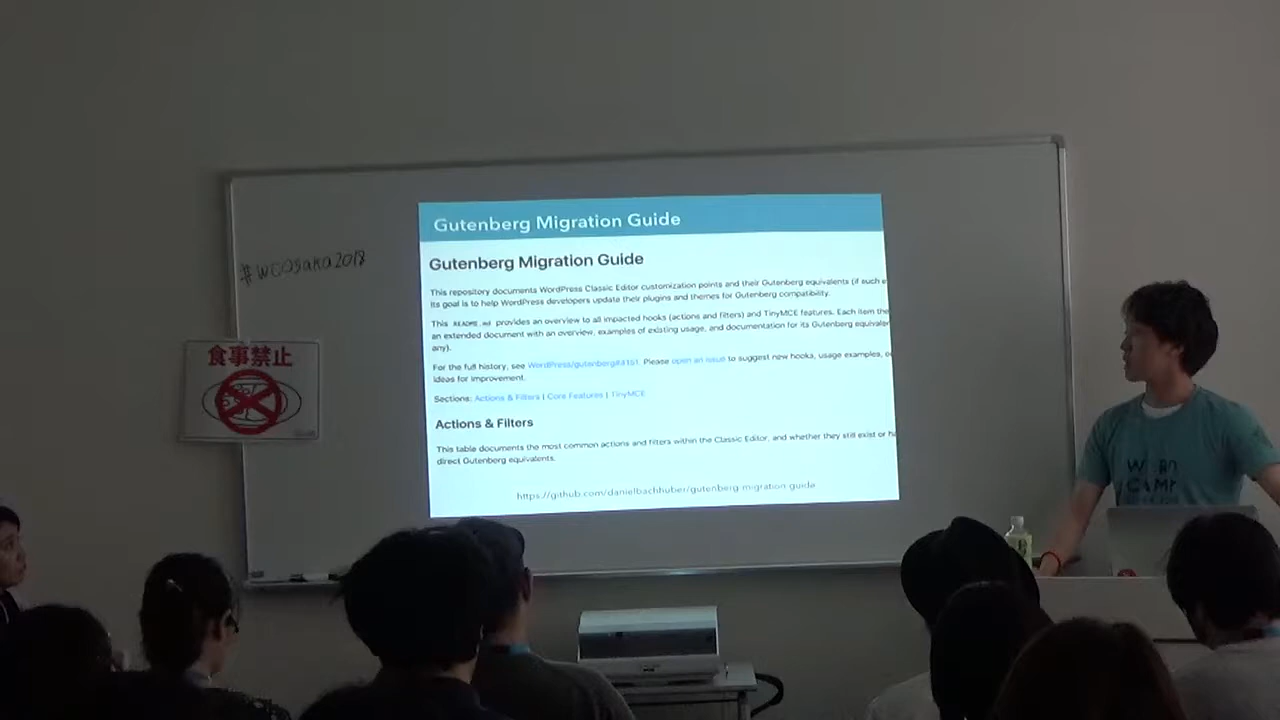 Gutenberg Migration Guide
Gutenberg Migration Guide
This repository documents WordPress Classic Editor customization points and their Gutenberg equivalents (if such e
its goal is to help WordPress developers update their plugins and themes for Gutenberg compatibility.
This README.md provides an overview to all impacted hooks (actions and filters) and TinyMCE features. Each item the
an extended document with an overview, examples of existing usage, and documentation for its Gutenberg equivalen
any).
For the full history, see WordPress/gutenberg#4151. Please open an issue to suggest new hooks, usage examples, o
ideas for improvement.
Sections: Actions & Filters | Core Features | TinyMCE
Actions & Filters
This table documents the most common actions and filters within the Classic Editor, and whether they still exist or ha
direct Gutenberg equivalents.
https://github.com/danielbachhuber/gutenberg-migration-guide
#WCOsaka2018
食事禁止
WORD
CAMP